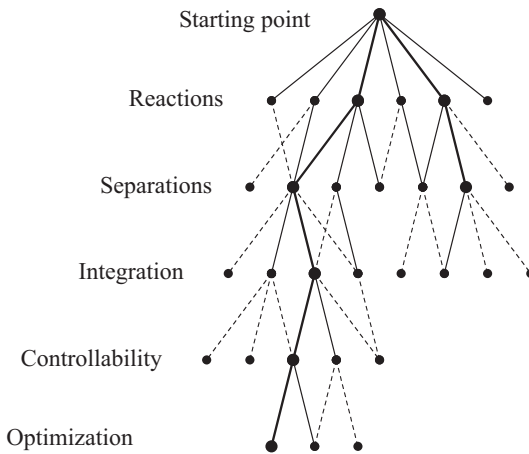 Starting point
Reactions
Separations
Integration
Controllability
Optimization